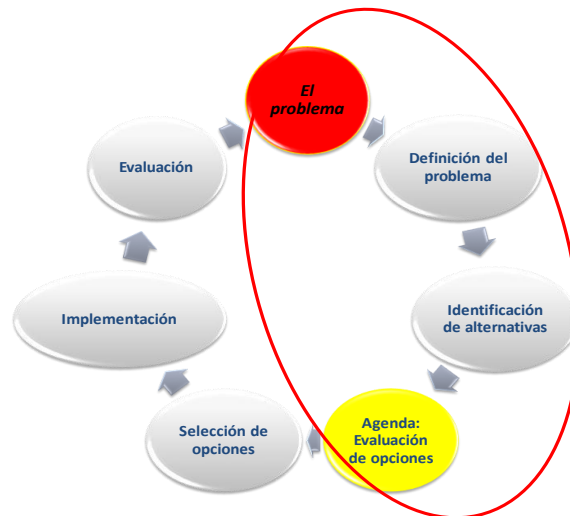 El
problema
Definición del
problema
Identificación
de alternativas
Agenda:
Evaluación
de opciones
Selección de
opciones
Implementación
Evaluación